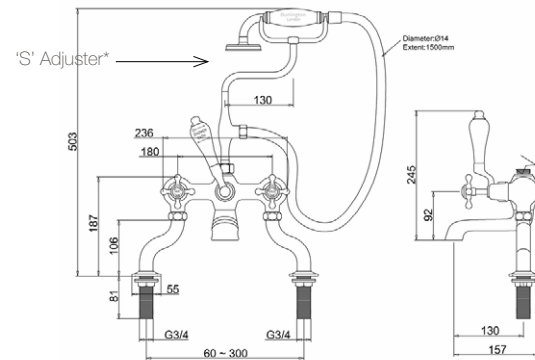 Burlington
'S' Adjuster*
Diameter:Ø14
Extent:1500mm
130
503
236
180
187
106
81
55
G3/4
G3/4
60 ~ 300
245
92
130
157